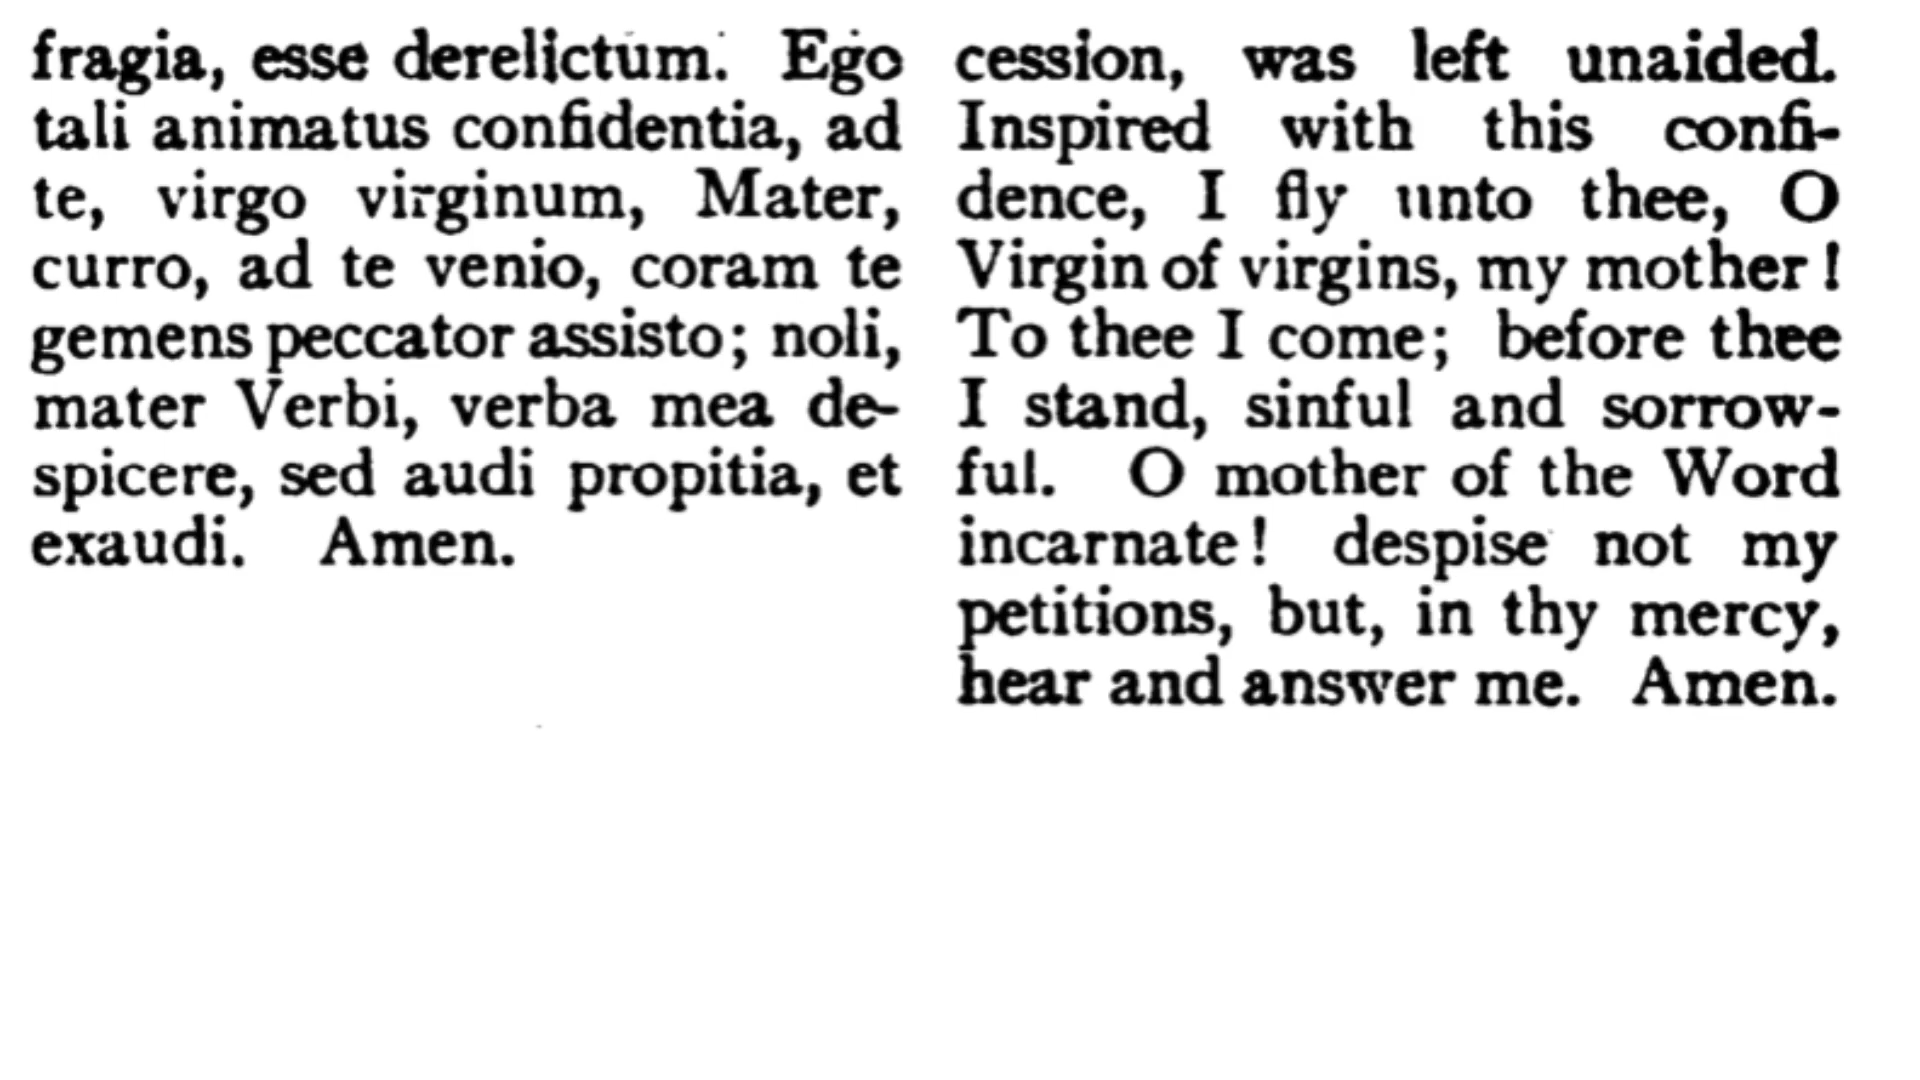 fragia, esse derelictum. Ego
tali animatus confidentia, ad
te, virgo virginum, Mater,
curro, ad te venio, coram te
gemens peccator assisto; noli,
mater Verbi, verba mea de-
spicere, sed audi propitia, et
exaudi. Amen.
cession, was left unaided.
Inspired with this confi-
dence, I fly unto thee, O
Virgin of virgins, my mother!
To thee I come; before thee
I stand, sinful and sorrow-
ful. O mother of the Word
incarnate! despise not my
petitions, but, in thy mercy,
hear and answer me. Amen.